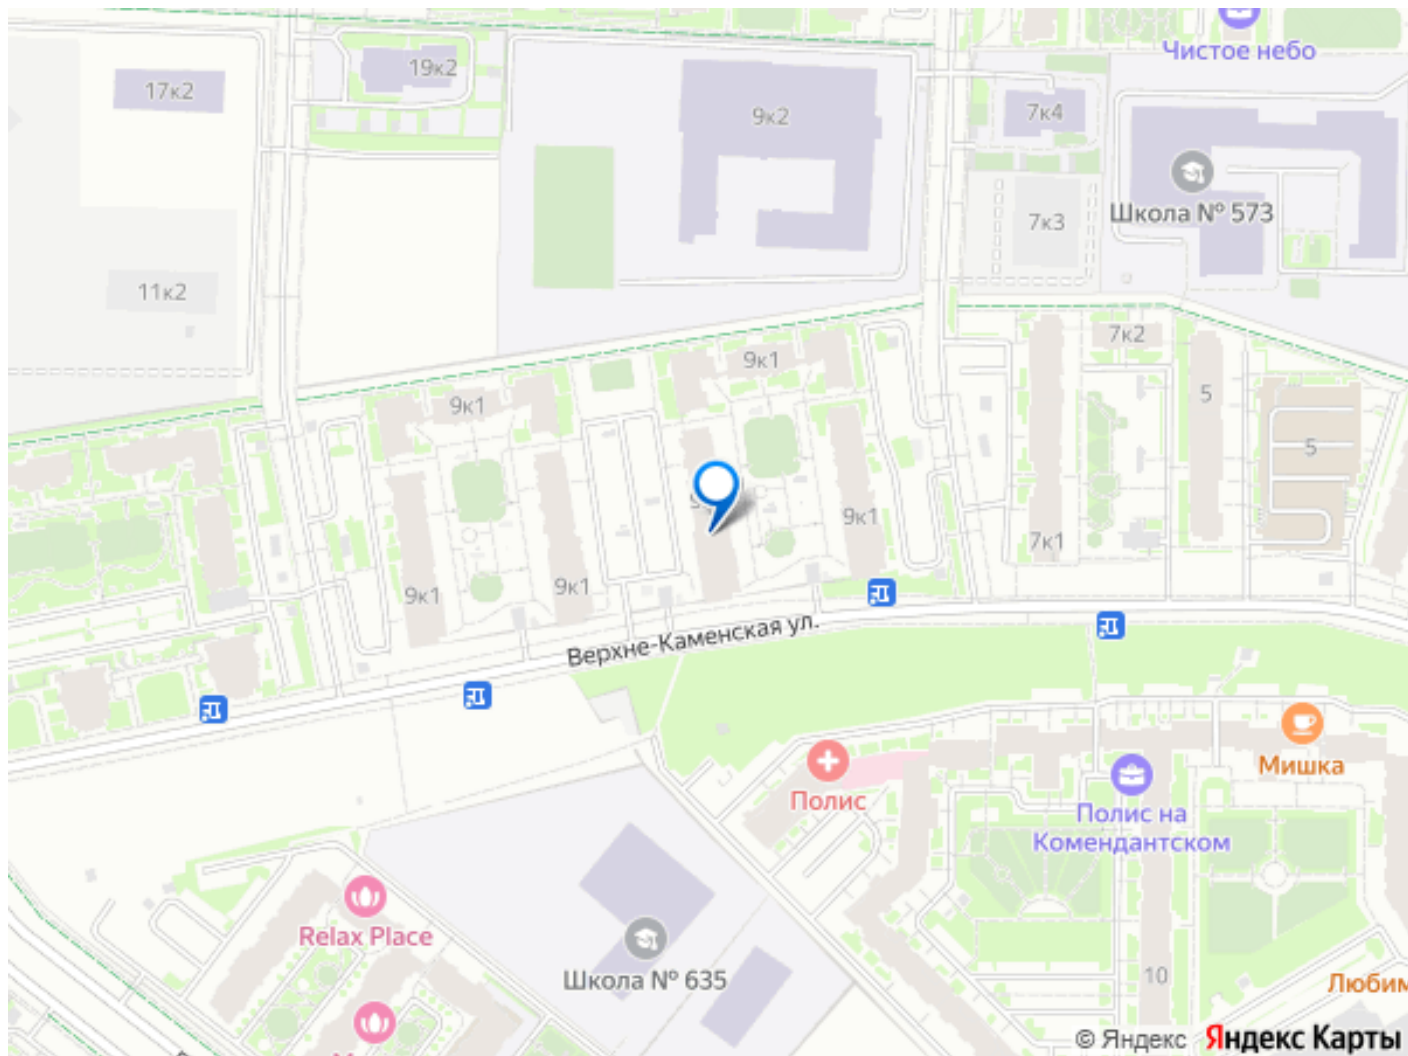 Чистое небо
19к2
17к2
9к2
7к4
Школа № 573
7к3
11к2
7к2
9к1
5
9к1
5
9к1
7к1
9к1
9к1
Верхне-Каменская ул.
Мишка
Полис
Полис на
Комендантском
Relax Place
Школа № 635
10
Любим
© Яндекс Яндекс Карты